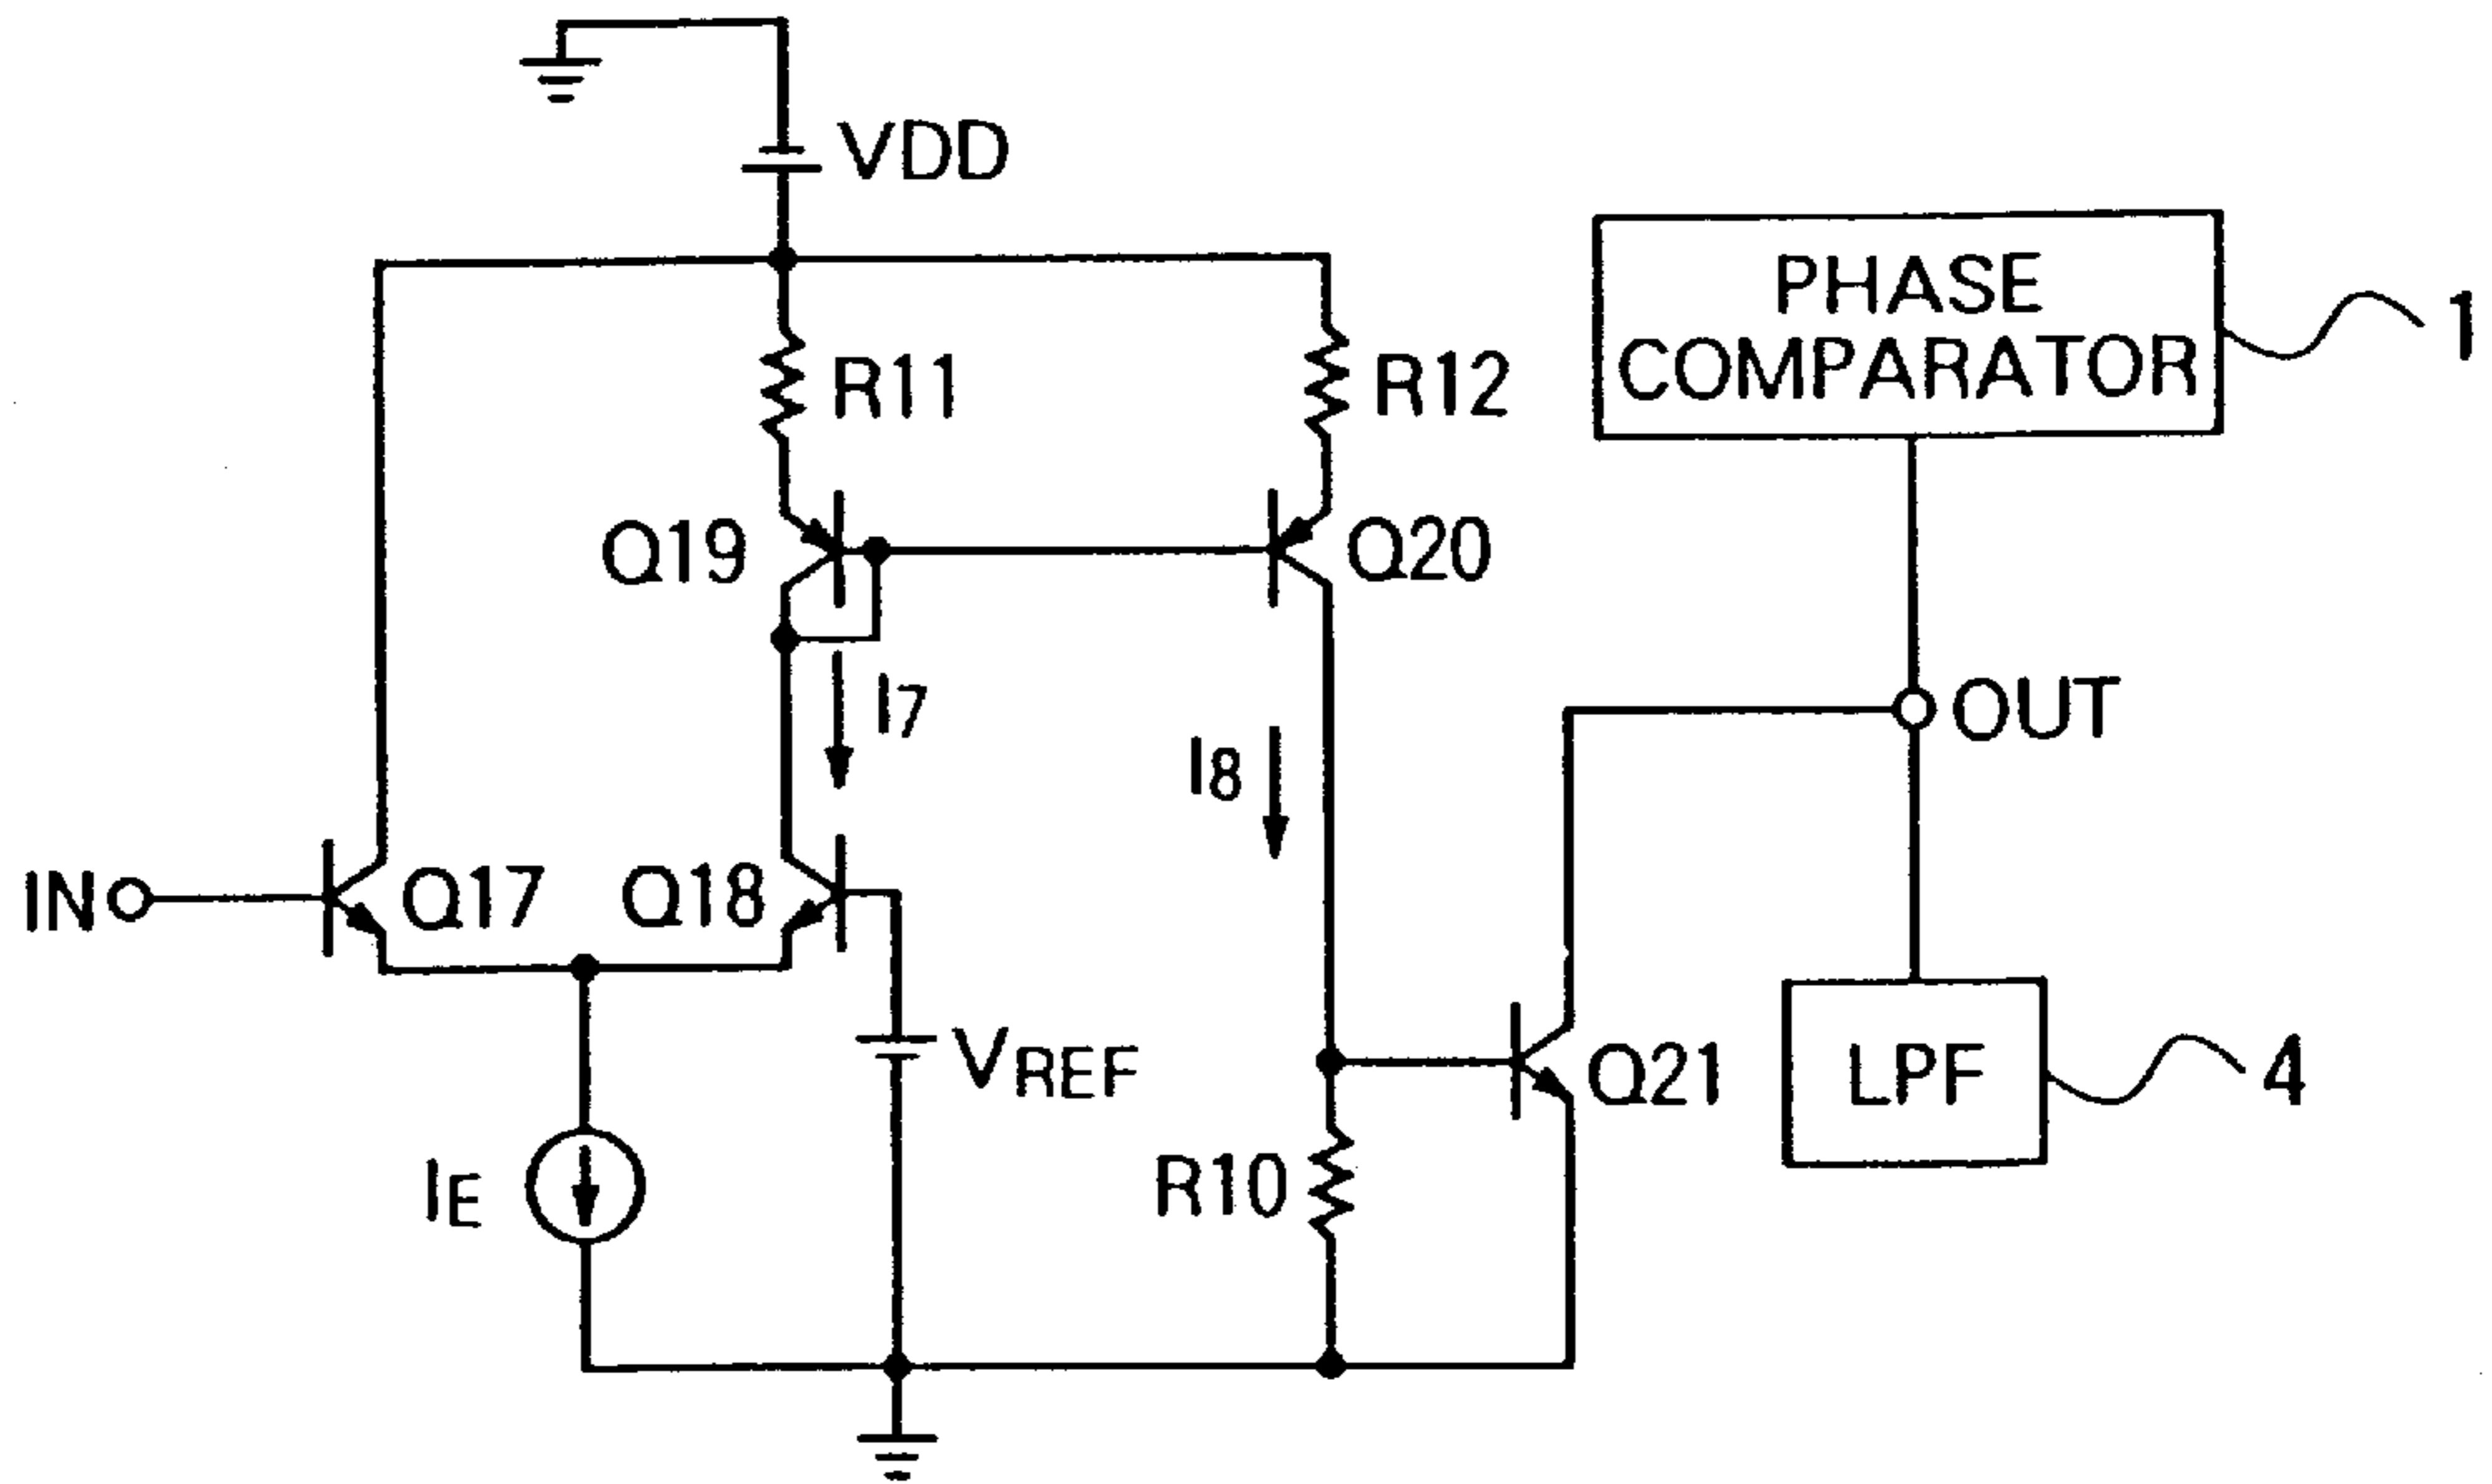 VDD
PHASE
COMPARATOR
1
R11
R12
Q19
Q20
I7
OUT
I8
IN
Q17
Q18
VREF
Q21
LPF
4
IE
R10